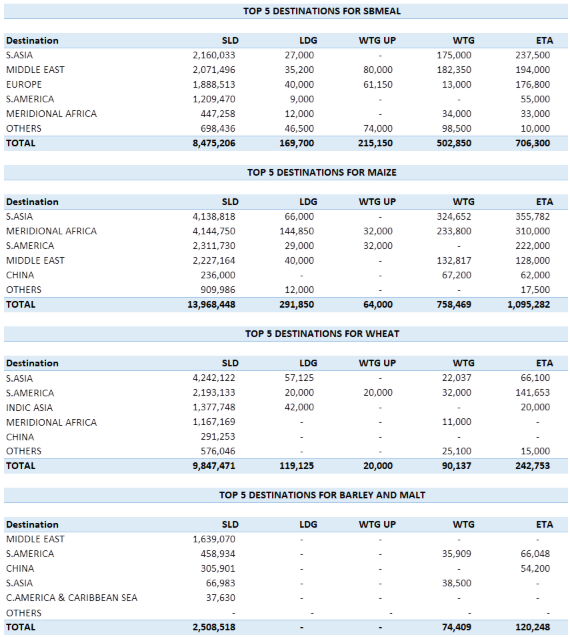 TOP 5 DESTINATIONS FOR SBMEAL
Destination SLD LDG WTG UP WTG ETA
S.ASIA 2,160,033 27,000 - 175,000 237,500
MIDDLE EAST 2,071,496 35,200 80,000 182,350 194,000
EUROPE 1,888,513 40,000 61,150 13,000 176,800
S.AMERICA 1,209,470 9,000 - - 55,000
MERIDIONAL AFRICA 447,258 12,000 - 34,000 33,000
OTHERS 698,436 46,500 74,000 98,500 10,000
TOTAL 8,475,206 169,700 215,150 502,850 706,300
TOP 5 DESTINATIONS FOR MAIZE
Destination SLD LDG WTG UP WTG ETA
S.ASIA 4,138,818 66,000 - 324,652 355,782
MERIDIONAL AFRICA 4,144,750 144,850 32,000 233,800 310,000
S.AMERICA 2,311,730 29,000 32,000 - 222,000
MIDDLE EAST 2,227,164 40,000 - 132,817 128,000
CHINA 236,000 - - 67,200 62,000
OTHERS 909,986 12,000 - - 17,500
TOTAL 13,968,448 291,850 64,000 758,469 1,095,282
TOP 5 DESTINATIONS FOR WHEAT
Destination SLD LDG WTG UP WTG ETA
S.ASIA 4,242,122 57,125 - 22,037 66,100
S.AMERICA 2,193,133 20,000 20,000 32,000 141,653
INDIC ASIA 1,377,748 42,000 - - 20,000
MERIDIONAL AFRICA 1,167,169 - - 11,000 -
CHINA 291,253 - - - -
OTHERS 576,046 - - 25,100 15,000
TOTAL 9,847,471 119,125 20,000 90,137 242,753
TOP 5 DESTINATIONS FOR BARLEY AND MALT
Destination SLD LDG WTG UP WTG ETA
MIDDLE EAST 1,639,070 - - - -
S.AMERICA 458,934 - - 35,909 66,048
CHINA 305,901 - - - 54,200
S.ASIA 66,983 - - 38,500 -
C.AMERICA & CARIBBEAN SEA 37,630 - - - -
OTHERS - - - - -
TOTAL 2,508,518 - - 74,409 120,248